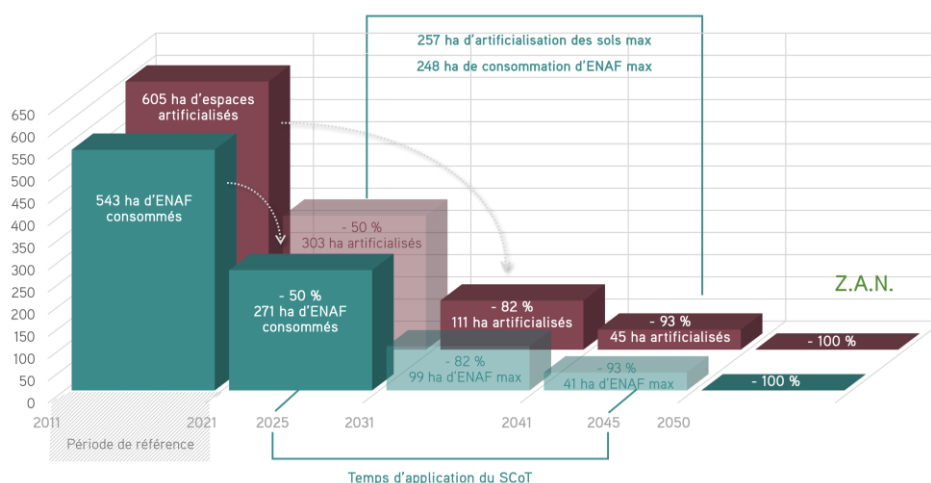 257 ha d'artificialisation des sols max
248 ha de consommation d'ENAF max
605 ha d'espaces
artificialisés
650
600
550
500
450
400
350
300
250
200
150
100
50
0
543 ha d'ENAF
consommés
- 50 %
303 ha artificialisés
- 50 %
271 ha d'ENAF
consommés
- 82 %
111 ha artificialisés
- 93 %
45 ha artificialisés
Z.A.N.
- 100 %
- 82 %
99 ha d'ENAF max
- 93 %
41 ha d'ENAF max
- 100 %
2011
2021
2025
2031
2041
2045
2050
Période de référence
Temps d'application du SCoT